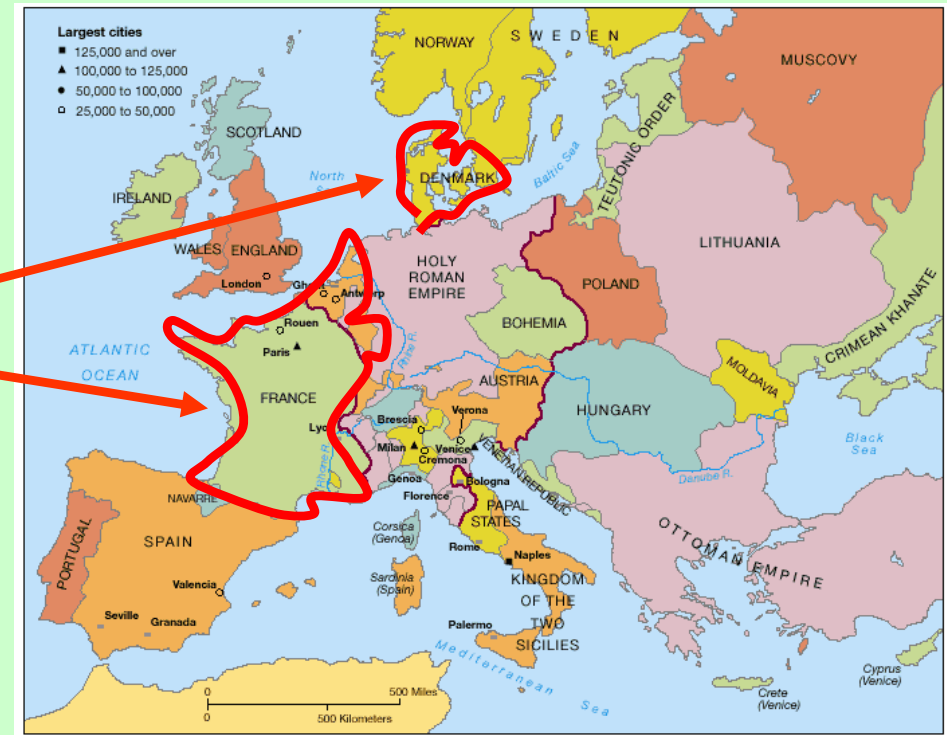 Largest cities
125,000 and over
100,000 to 125,000
50,000 to 100,000
25,000 to 50,000
NORWAY
SWEDEN
MUSCOVY
SCOTLAND
TEUTONIC ORDER
North
Baltic Sea
DENMARK
IRELAND
WALES
ENGLAND
London
HOLY
ROMAN
EMPIRE
LITHUANIA
POLAND
Antwerp
Rouen
Paris
BOHEMIA
CRIMEAN KHANATE
ATLANTIC
OCEAN
Rhine R.
FRANCE
AUSTRIA
MOLDAVIA
HUNGARY
Brescia
Verona
Milan
Venice
Cremona
VENETIAN REPUBLIC
Black
Sea
Rhone R.
Danube R.
Genoa
Bologna
Florence
PAPAL
STATES
NAVARRE
Corsica
(Genoa)
OTTOMAN EMPIRE
PORTUGAL
SPAIN
Rome
Naples
Sardinia
(Spain)
KINGDOM
OF THE
TWO
SICILIES
Valencia
Seville
Granada
Palermo
Mediterranean Sea
Cyprus
(Venice)
Crete
(Venice)
0
500 Miles
0
500 Kilometers